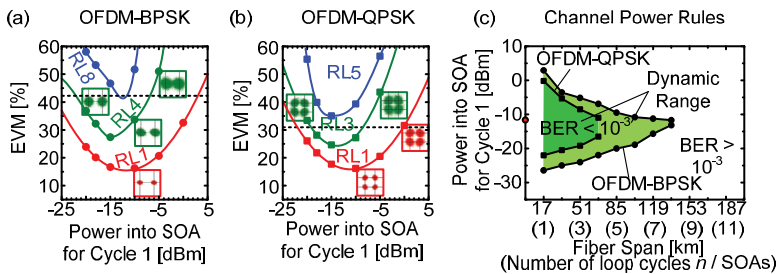 (a) OFDM-BPSK
60
50
40
30
20
10
EVM [%]
RL8
RL4
RL1
-25 -15 -5 5
Power into SOA
for Cycle 1 [dBm]
(b) OFDM-QPSK
60
50
40
30
20
10
EVM [%]
RL5
RL3
RL1
-25 -15 -5 5
Power into SOA
for Cycle 1 [dBm]
(c) Channel Power Rules
10
0
-10
-20
-30
Power into SOA
for Cycle 1 [dBm]
OFDM-QPSK
Dynamic
Range
BER < 10-3
BER >
10-3
OFDM-BPSK
17 51 85 119 153 187
(1) (3) (5) (7) (9) (11)
Fiber Span [km]
(Number of loop cycles n / SOAs)